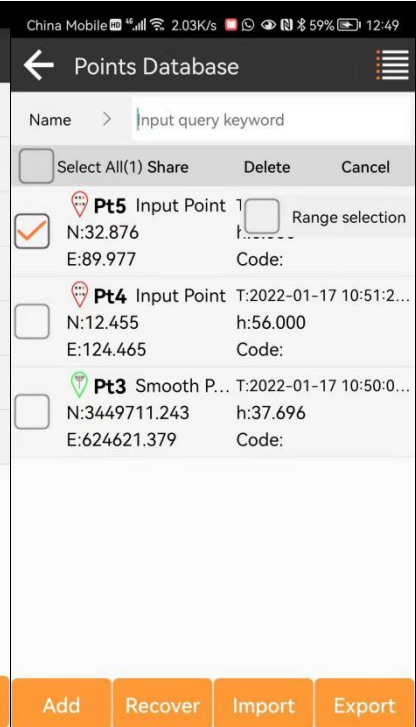 China Mobile HD 4G 2.03K/s N 59% 12:49
Points Database
Name > Input query keyword
Select All(1) Share Delete Cancel
Pt5 Input Point
Range selection
N:32.876
E:89.977 Code:
Pt4 Input Point T:2022-01-17 10:51:2...
N:12.455 h:56.000
E:124.465 Code:
Pt3 Smooth P... T:2022-01-17 10:50:0...
N:3449711.243 h:37.696
E:624621.379 Code:
Add Recover Import Export